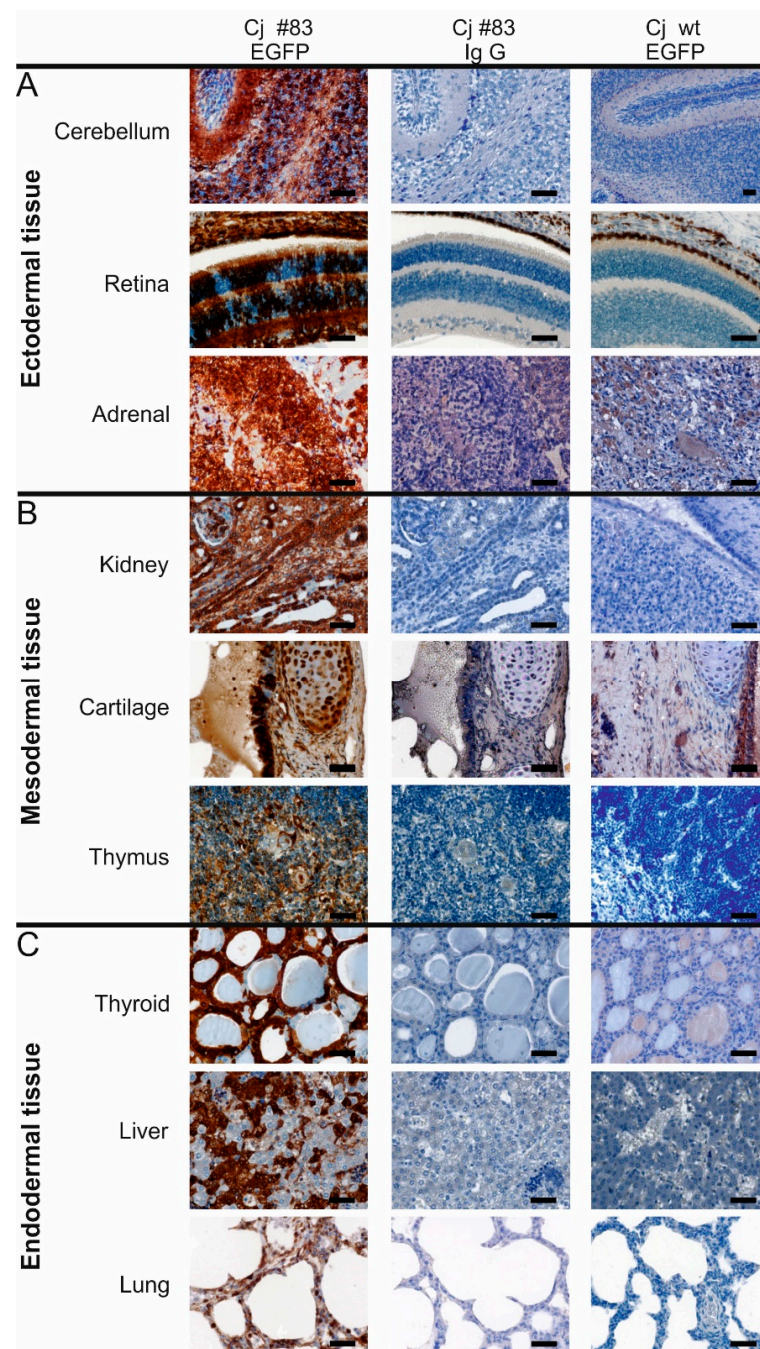 Cj #83 Cj #83 Cj wt
EGFP Ig G EGFP
A
Ectodermal tissue
Cerebellum
Retina
Adrenal
B
Mesodermal tissue
Kidney
Cartilage
Thymus
C
Endodermal tissue
Thyroid
Liver
Lung